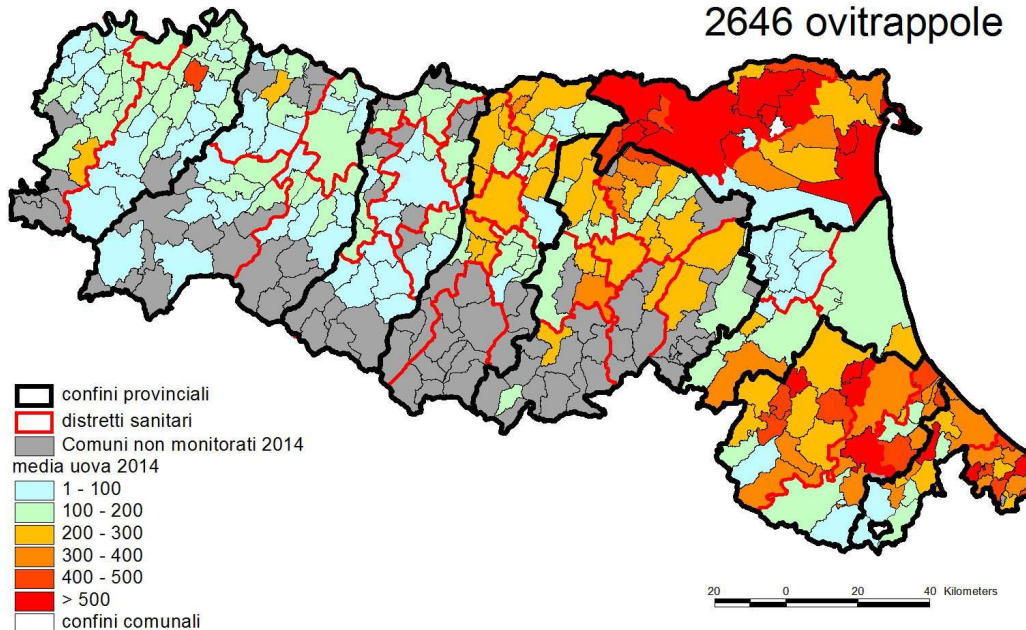 2646 ovitrappole
confini provinciali
distretti sanitari
Comuni non monitorati 2014
media uova 2014
1 - 100
100 - 200
200 - 300
300 - 400
400 - 500
> 500
confini comunali
20 0 20 40 Kilometers